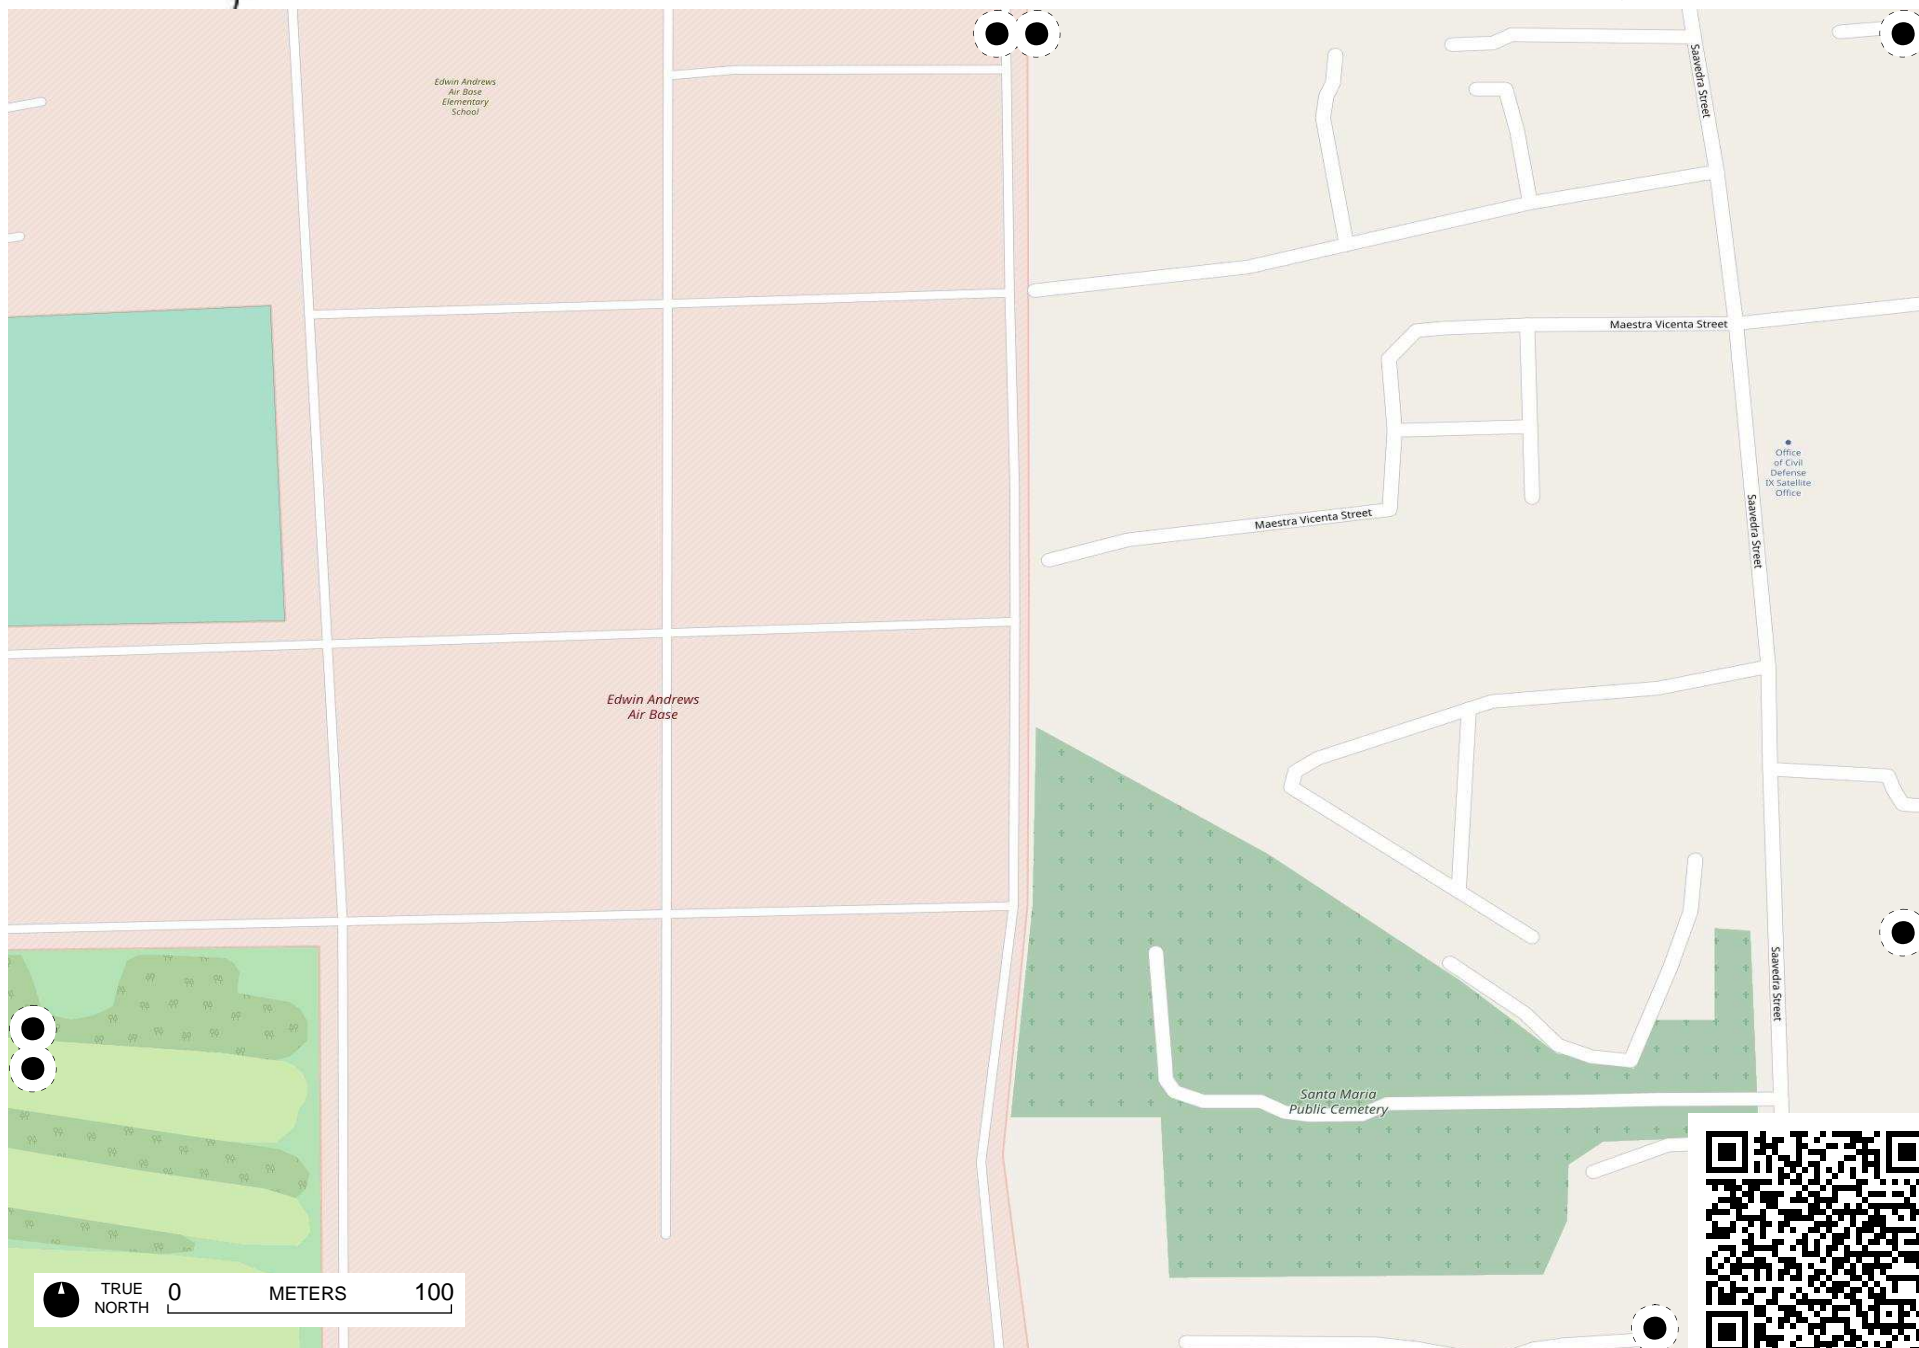 Edwin Andrews
Air Base
Elementary
School
Saavedra Street
Maestra Vicenta Street
Office
of Civil
Defense
IX Satellite
Office
Maestra Vicenta Street
Saavedra Street
Edwin Andrews
Air Base
Saavedra Street
Santa Maria
Public Cemetery
TRUE
NORTH
0 METERS 100